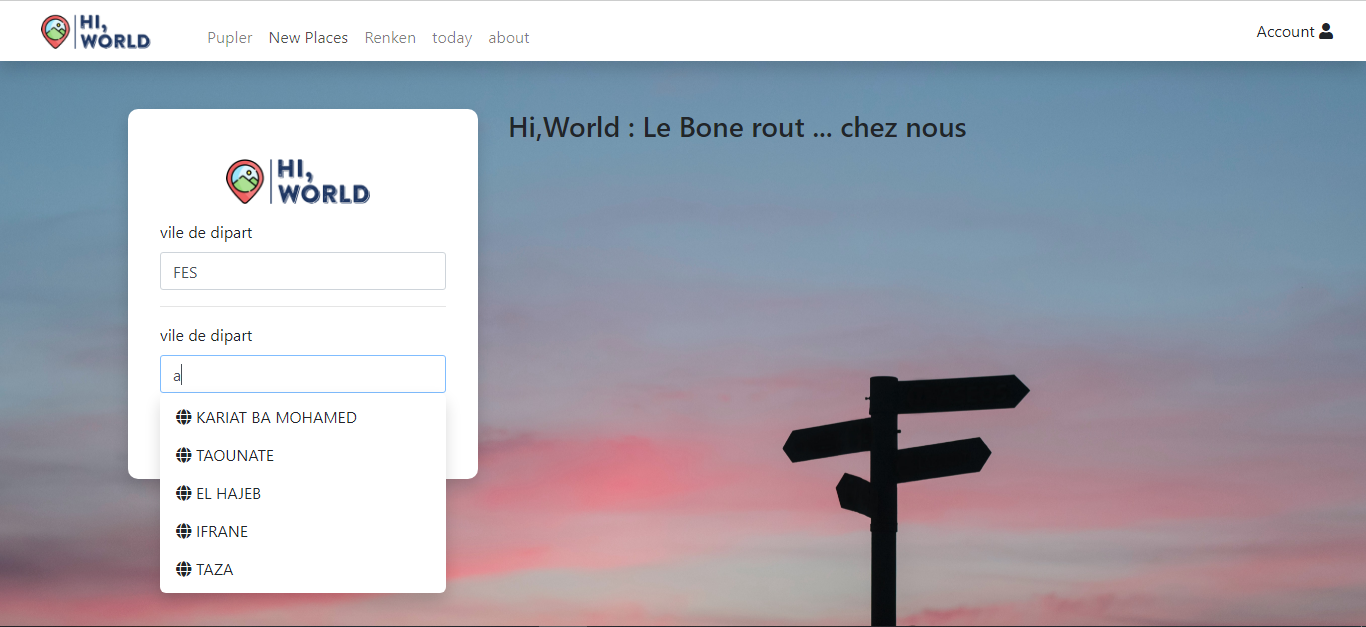 HI,
WORLD
Pupler New Places Renken today about
Account
Hi,World : Le Bone rout ... chez nous
HI,
WORLD
vile de dipart
FES
vile de dipart
a
KARIAT BA MOHAMED
TAOUNATE
EL HAJEB
IFRANE
TAZA